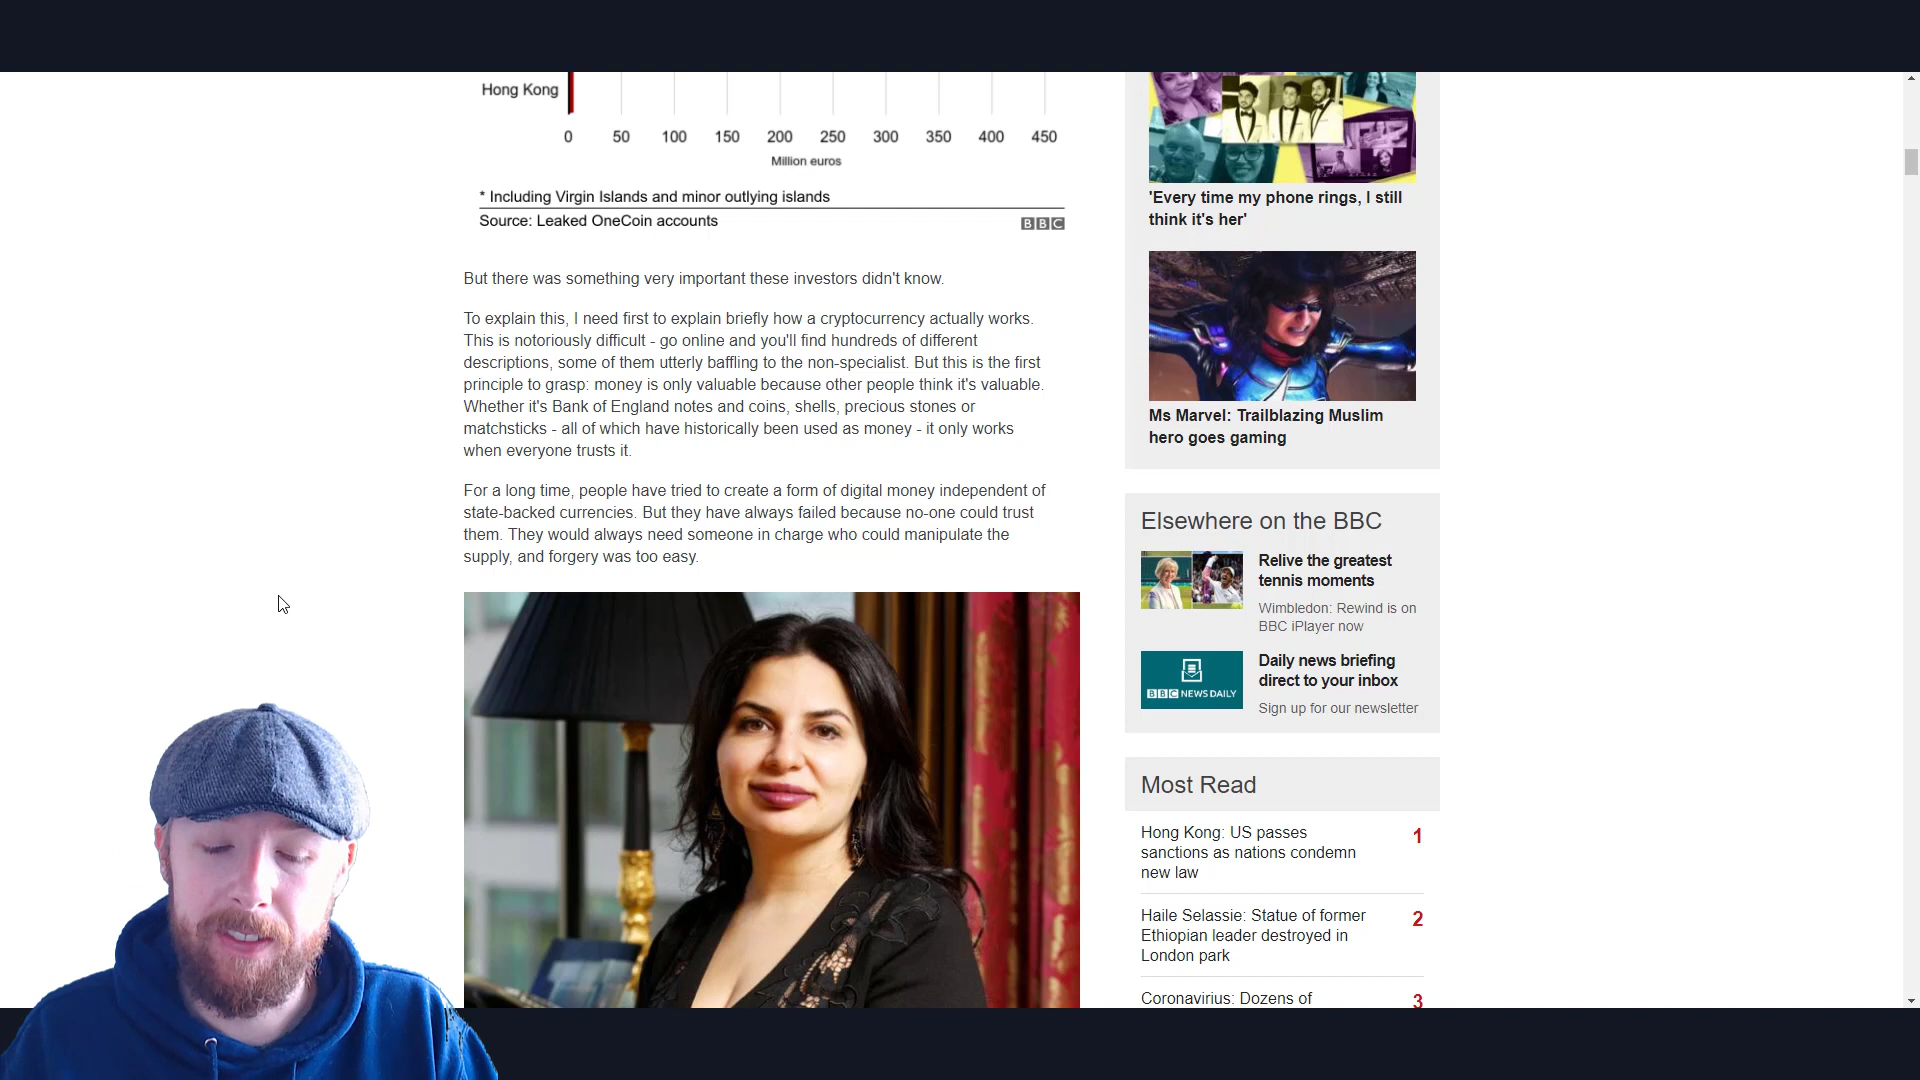 Hong Kong
0 50 100 150 200 250 300 350 400 450
Million euros
* Including Virgin Islands and minor outlying islands
Source: Leaked OneCoin accounts
BBC
But there was something very important these investors didn't know.
To explain this, I need first to explain briefly how a cryptocurrency actually works.
This is notoriously difficult - go online and you'll find hundreds of different
descriptions, some of them utterly baffling to the non-specialist. But this is the first
principle to grasp: money is only valuable because other people think it's valuable.
Whether it's Bank of England notes and coins, shells, precious stones or
matchsticks - all of which have historically been used as money - it only works
when everyone trusts it.
For a long time, people have tried to create a form of digital money independent of
state-backed currencies. But they have always failed because no-one could trust
them. They would always need someone in charge who could manipulate the
supply, and forgery was too easy.
'Every time my phone rings, I still
think it's her'
Ms Marvel: Trailblazing Muslim
hero goes gaming
Elsewhere on the BBC
Relive the greatest
tennis moments
Wimbledon: Rewind is on
BBC iPlayer now
BBC NEWS DAILY
Daily news briefing
direct to your inbox
Sign up for our newsletter
Most Read
Hong Kong: US passes
sanctions as nations condemn
new law
1
Haile Selassie: Statue of former
Ethiopian leader destroyed in
London park
2
Coronavirius: Dozens of
3